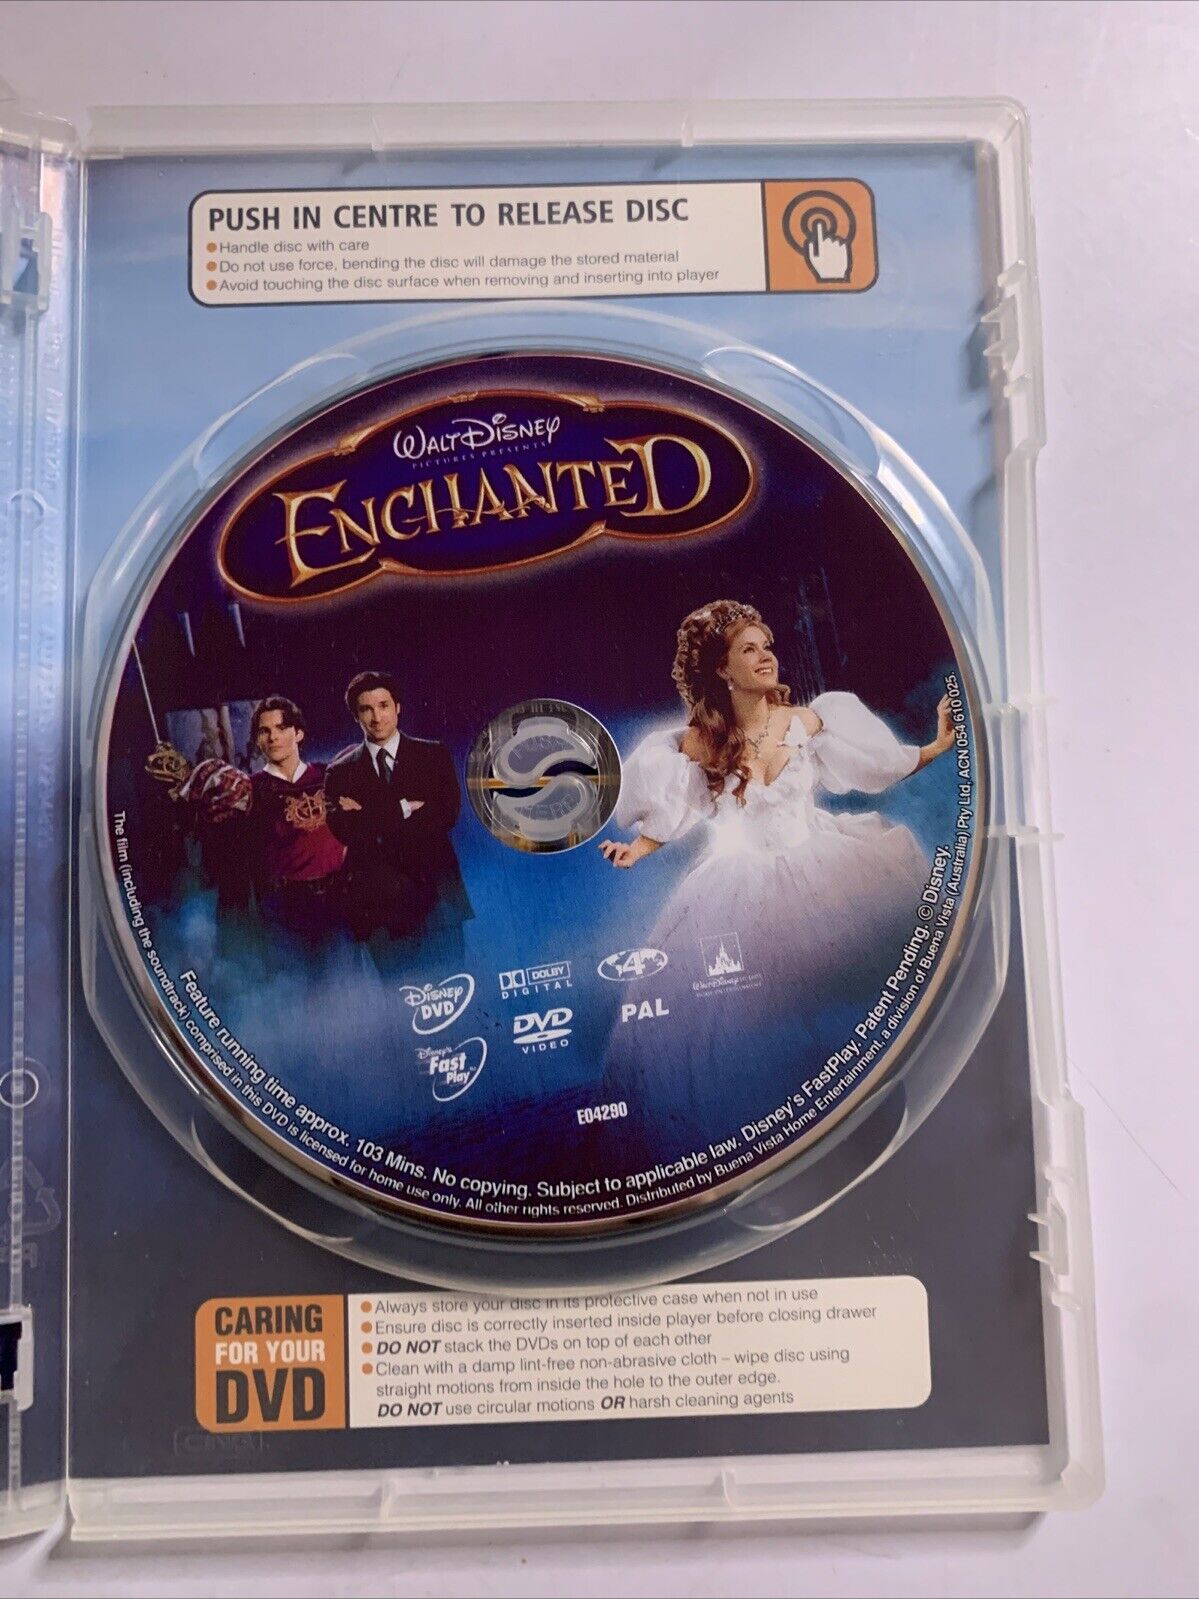 PUSH IN CENTRE TO RELEASE DISC
Handle disc with care
Do not use force, bending the disc will damage the stored material
Avoid touching the disc surface when removing and inserting into player
WALT DISNEY
PICTURES PRESENTS
ENCHANTED
DISNEY
DVD
DOLBY
DIGITAL
4
Walt Disney
PAL
DVD
VIDEO
Disney's
Fast
Play
E04290
Feature running time approx. 103 Mins. No copying. Subject to applicable law. Disney's FastPlay. Patent Pending. © Disney.
The film (including the soundtrack) comprised in this DVD is licensed for home use only. All other rights reserved. Distributed by Buena Vista Home Entertainment, a division of Buena Vista (Australia) Pty Ltd, ACN 054 610 025.
CARING
FOR YOUR
DVD
Always store your disc in its protective case when not in use
Ensure disc is correctly inserted inside player before closing drawer
DO NOT stack the DVDs on top of each other
Clean with a damp lint-free non-abrasive cloth – wipe disc using
straight motions from inside the hole to the outer edge.
DO NOT use circular motions OR harsh cleaning agents